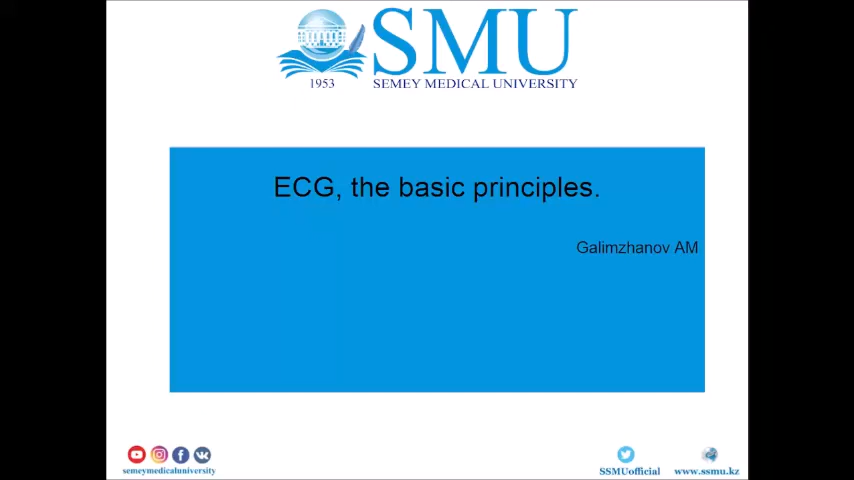 SMU
1953 SEMEY MEDICAL UNIVERSITY
ECG, the basic principles.
Galimzhanov AM
semeymedicaluniversity
SSMUofficial
www.ssmu.kz